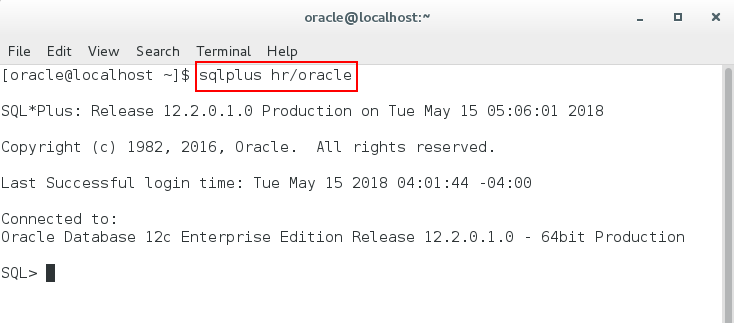 oracle@localhost:~
File Edit View Search Terminal Help
[oracle@localhost ~]$ sqlplus hr/oracle
SQL*Plus: Release 12.2.0.1.0 Production on Tue May 15 05:06:01 2018
Copyright (c) 1982, 2016, Oracle.  All rights reserved.
Last Successful login time: Tue May 15 2018 04:01:44 -04:00
Connected to:
Oracle Database 12c Enterprise Edition Release 12.2.0.1.0 - 64bit Production
SQL>